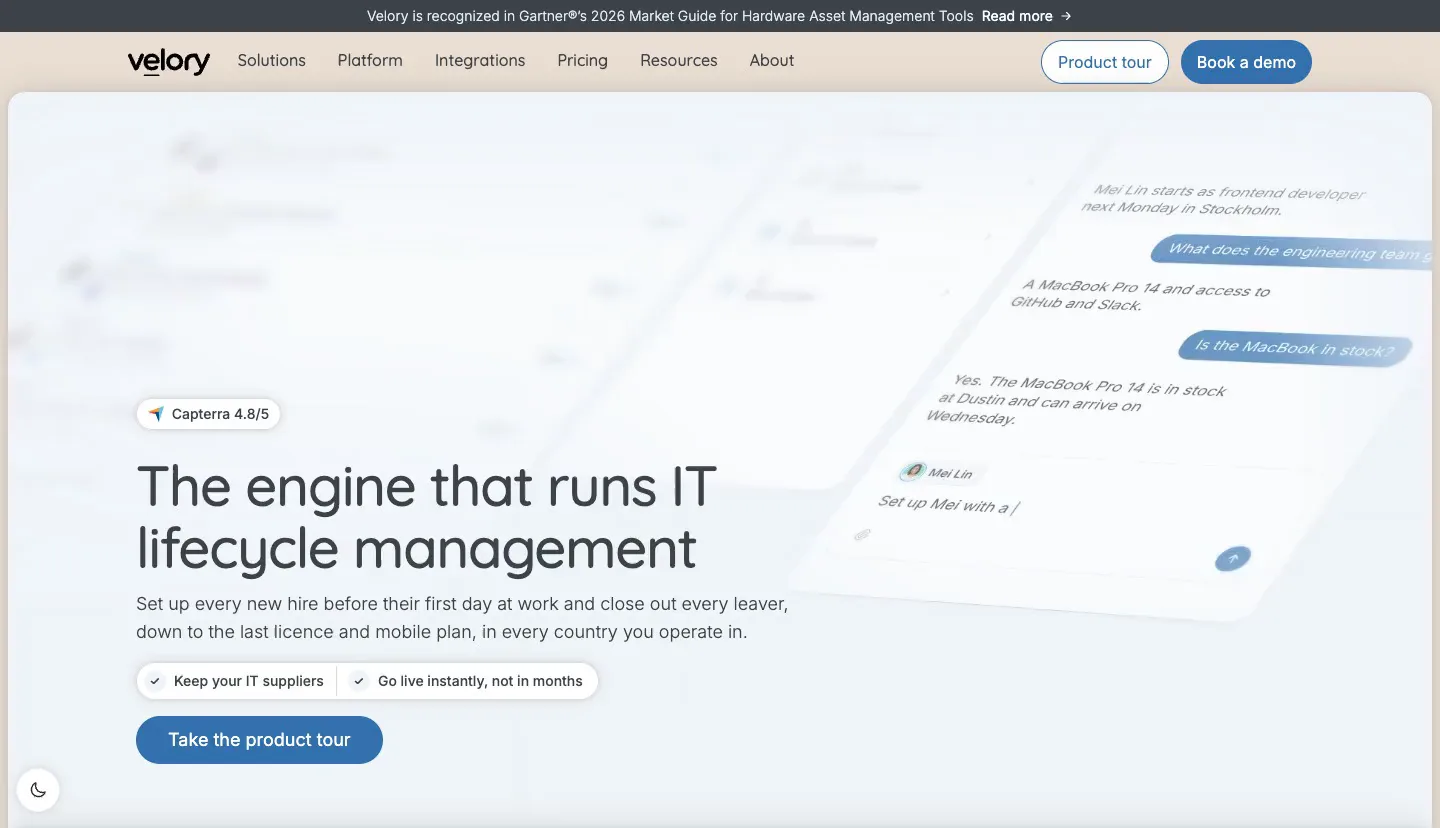 Velory is recognized in Gartner®'s 2026 Market Guide for Hardware Asset Management Tools Read more →
velory
Solutions
Platform
Integrations
Pricing
Resources
About
Product tour
Book a demo
Mei Lin starts as frontend developer
next Monday in Stockholm.
What does the engineering team
A MacBook Pro 14 and access to
GitHub and Slack.
Is the MacBook in stock?
Yes. The MacBook Pro 14 is in stock
at Dustin and can arrive on
Wednesday.
Mei Lin
Set up Mei with a
Capterra 4.8/5
The engine that runs IT
lifecycle management
Set up every new hire before their first day at work and close out every leaver,
down to the last licence and mobile plan, in every country you operate in.
Keep your IT suppliers
Go live instantly, not in months
Take the product tour